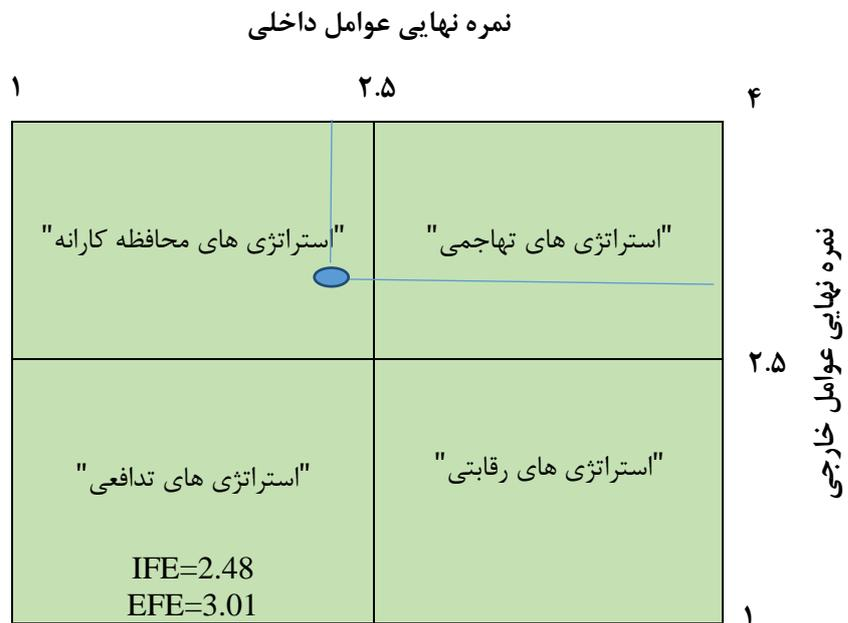 نمره نهایی عوامل داخلی
۱
۲.۵
۴
"استراتژی های تهاجمی"
"استراتژی های محافظه کارانه"
نمره نهایی عوامل خارجی
۲.۵
"استراتژی های رقابتی"
"استراتژی های تدافعی"
IFE=2.48
EFE=3.01
۱